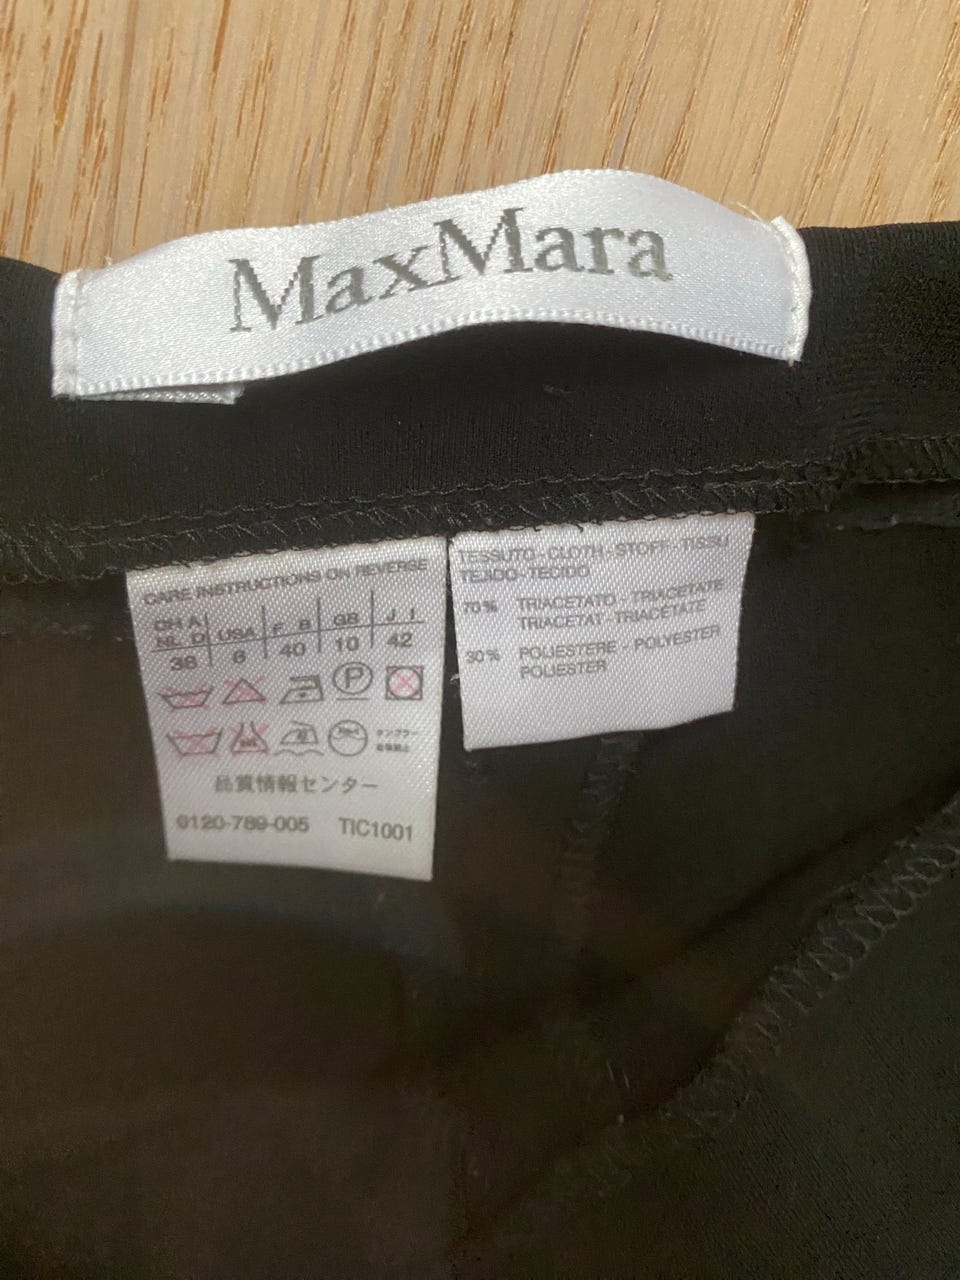 MaxMara
CARE INSTRUCTIONS ON REVERSE
CH A USA F B GB J I
NL D
38 6 40 10 42
P
品質情報センター
0120-789-005 TIC1001
TESSUTO - CLOTH - STOFF - TISSU
TEJIDO - TECIDO
70% TRIACETATO - TRIACETATE
TRIACETAT - TRIACÉTATE
30% POLIESTERE - POLYESTER
POLIESTER